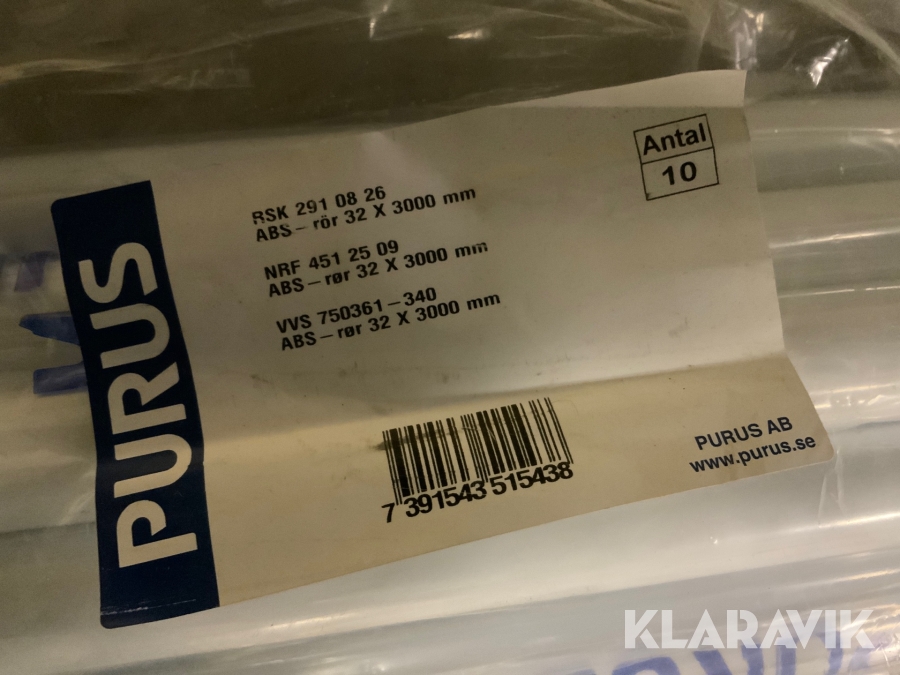 PURUS
RSK 291 08 26
ABS-rör 32 X 3000 mm
NRF 451 25 09
ABS-rør 32 X 3000 mm
VVS 750361-340
ABS-rør 32 X 3000 mm
Antal
10
7 391543 515438
PURUS AB
www.purus.se
KLARAVIK